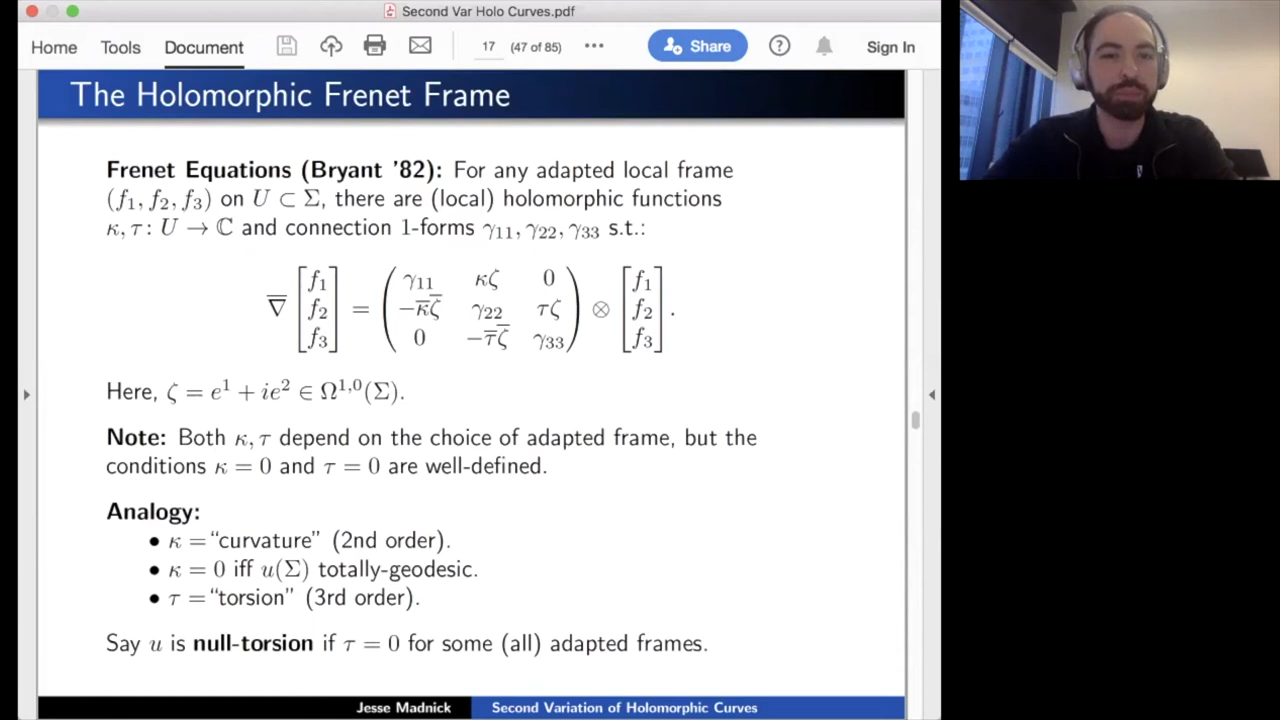 Second Var Holo Curves.pdf
Home Tools Document 17 (47 of 85) ••• Share Sign In
The Holomorphic Frenet Frame
Frenet Equations (Bryant '82): For any adapted local frame
(f₁, f₂, f₃) on U ⊂ Σ, there are (local) holomorphic functions
κ, τ: U → ℂ and connection 1-forms γ₁₁, γ₂₂, γ₃₃ s.t.:
∇̅ [f₁ f₂ f₃] = (γ₁₁ κζ 0 −κ̅ζ̅ γ₂₂ τζ 0 −τ̅ζ̅ γ₃₃) ⊗ [f₁ f₂ f₃].
Here, ζ = e¹ + ie² ∈ Ω¹,⁰(Σ).
Note: Both κ, τ depend on the choice of adapted frame, but the
conditions κ = 0 and τ = 0 are well-defined.
Analogy:
• κ = "curvature" (2nd order).
• κ = 0 iff u(Σ) totally-geodesic.
• τ = "torsion" (3rd order).
Say u is null-torsion if τ = 0 for some (all) adapted frames.
Jesse Madnick Second Variation of Holomorphic Curves